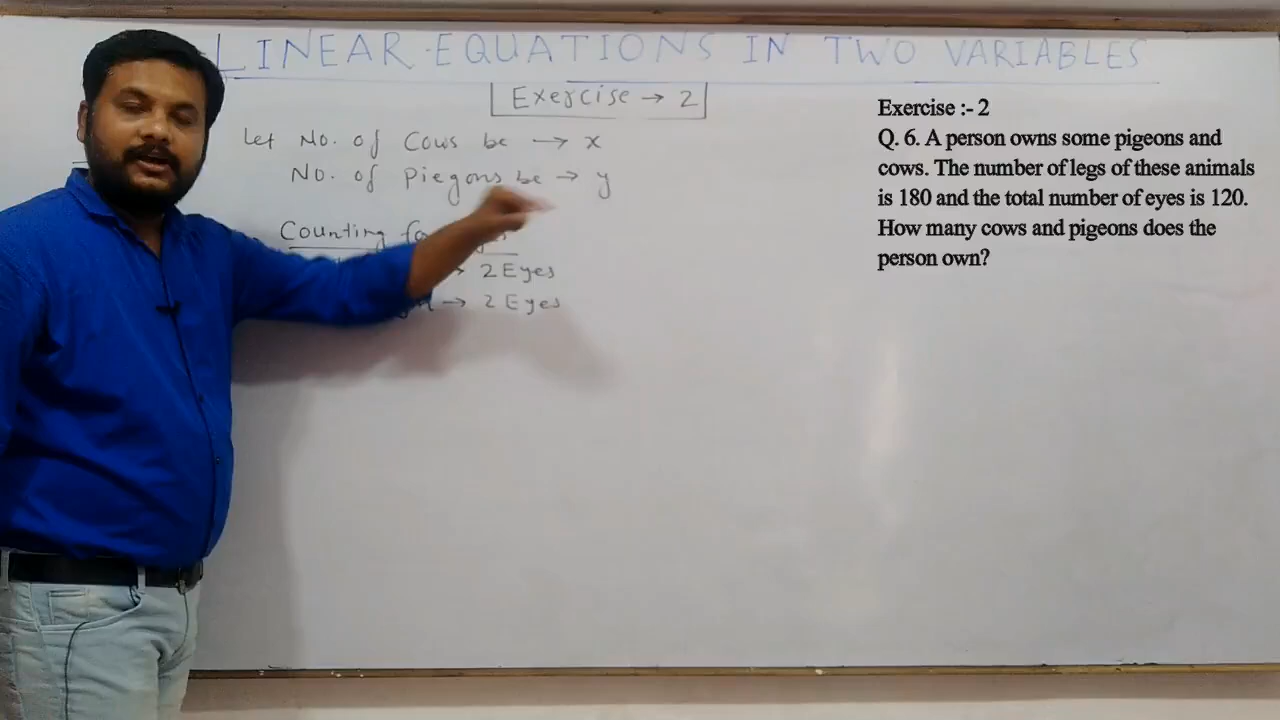 LINEAR EQUATIONS IN TWO VARIABLES
Exercise → 2
Let No. of Cows be → x
No. of Piegons be → y
Counting
→ 2 Eyes
→ 2 Eyes
Exercise :- 2
Q. 6. A person owns some pigeons and
cows. The number of legs of these animals
is 180 and the total number of eyes is 120.
How many cows and pigeons does the
person own?